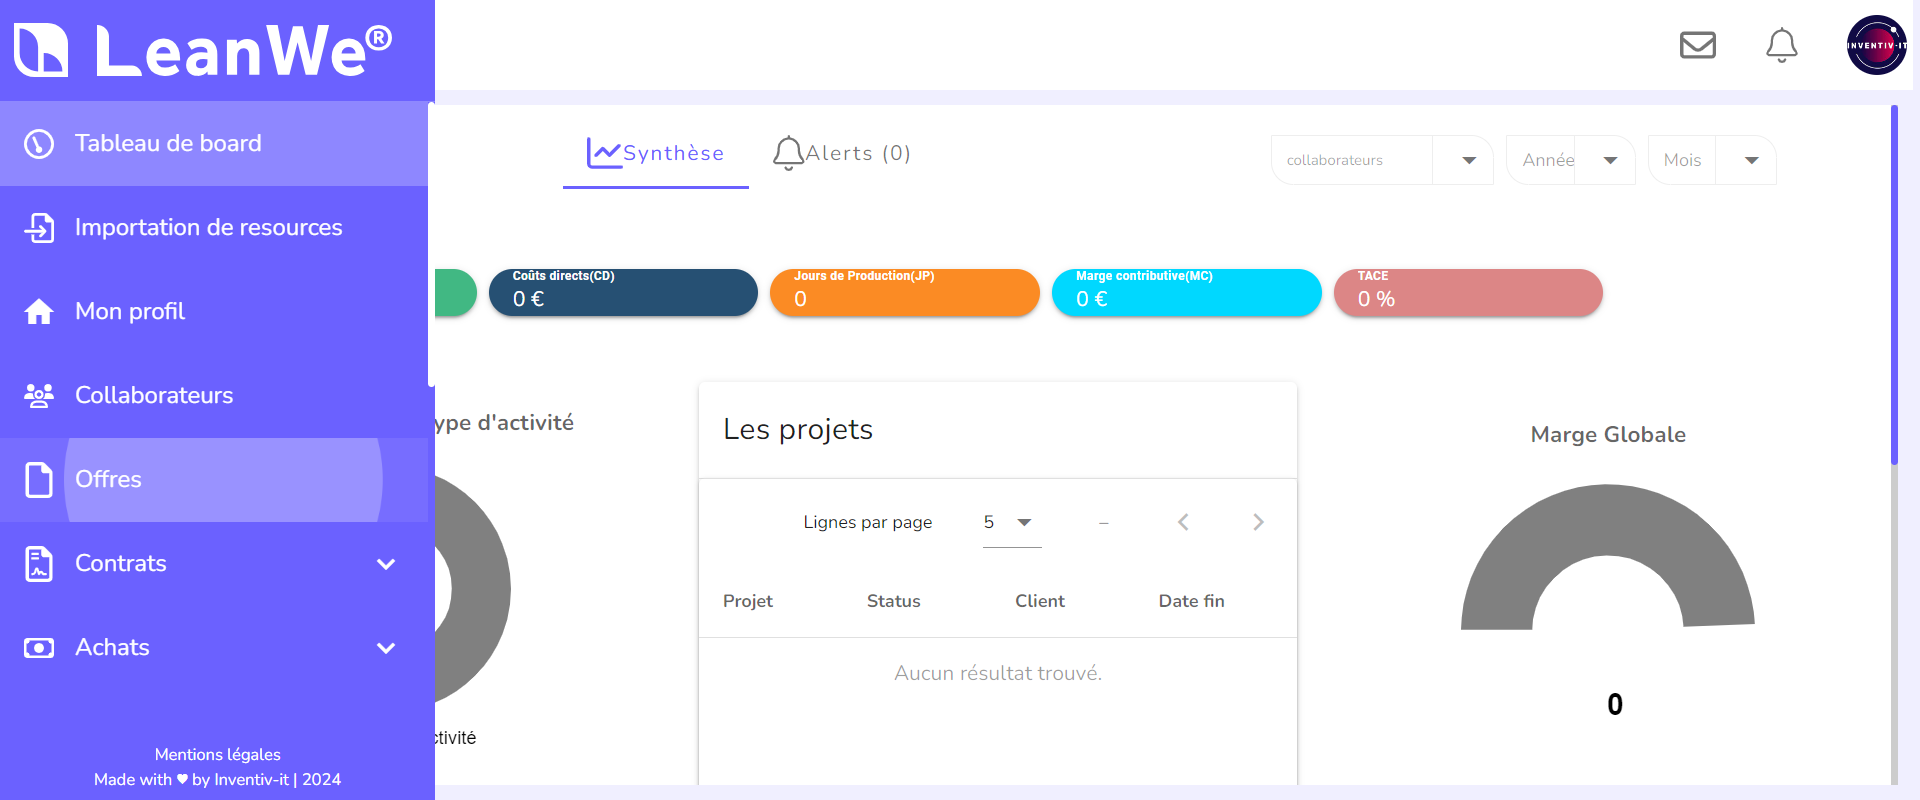 LeanWe®
INVENTIV-IT
Tableau de board
Importation de resources
Mon profil
Collaborateurs
Offres
Contrats
Achats
Mentions légales
Made with ♥ by Inventiv-it | 2024
Synthèse
Alerts (0)
collaborateurs
Année
Mois
Coûts directs(CD)
0 €
Jours de Production(JP)
0
Marge contributive(MC)
0 €
TACE
0 %
ype d'activité
ctivité
Les projets
Lignes par page
5
–
Projet Status Client Date fin
Aucun résultat trouvé.
Marge Globale
0